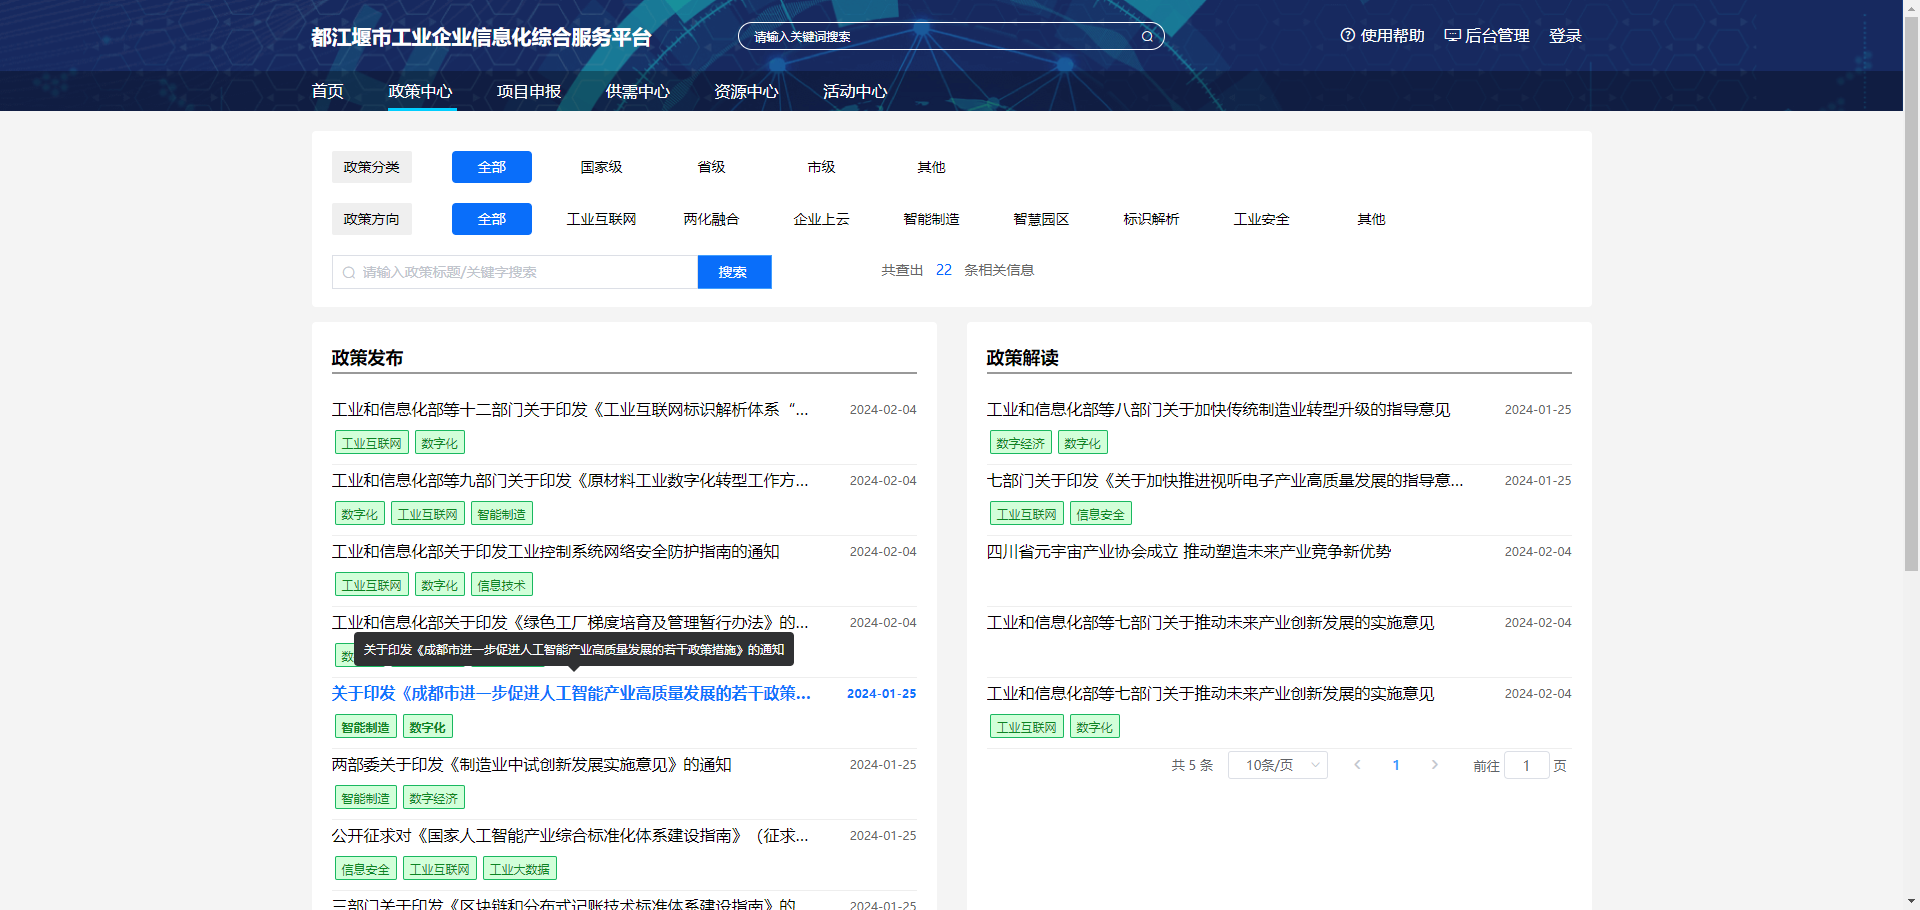 都江堰市工业企业信息化综合服务平台
请输入关键词搜索
使用帮助 后台管理 登录
首页 政策中心 项目申报 供需中心 资源中心 活动中心
政策分类 全部 国家级 省级 市级 其他
政策方向 全部 工业互联网 两化融合 企业上云 智能制造 智慧园区 标识解析 工业安全 其他
请输入政策标题/关键字搜索 搜索 共查出 22 条相关信息
政策发布
工业和信息化部等十二部门关于印发《工业互联网标识解析体系“... 2024-02-04
工业互联网 数字化
工业和信息化部等九部门关于印发《原材料工业数字化转型工作方... 2024-02-04
数字化 工业互联网 智能制造
工业和信息化部关于印发工业控制系统网络安全防护指南的通知 2024-02-04
工业互联网 数字化 信息技术
工业和信息化部关于印发《绿色工厂梯度培育及管理暂行办法》的... 2024-02-04
数
关于印发《成都市进一步促进人工智能产业高质量发展的若干政策措施》的通知
关于印发《成都市进一步促进人工智能产业高质量发展的若干政策... 2024-01-25
智能制造 数字化
两部委关于印发《制造业中试创新发展实施意见》的通知 2024-01-25
智能制造 数字经济
公开征求对《国家人工智能产业综合标准化体系建设指南》（征求... 2024-01-25
信息安全 工业互联网 工业大数据
三部门关于印发《区块链和分布式记账技术标准体系建设指南》的 2024-01-25
政策解读
工业和信息化部等八部门关于加快传统制造业转型升级的指导意见 2024-01-25
数字经济 数字化
七部门关于印发《关于加快推进视听电子产业高质量发展的指导意... 2024-01-25
工业互联网 信息安全
四川省元宇宙产业协会成立 推动塑造未来产业竞争新优势 2024-02-04
工业和信息化部等七部门关于推动未来产业创新发展的实施意见 2024-02-04
工业和信息化部等七部门关于推动未来产业创新发展的实施意见 2024-02-04
工业互联网 数字化
共 5 条 10条/页 1 前往 1 页